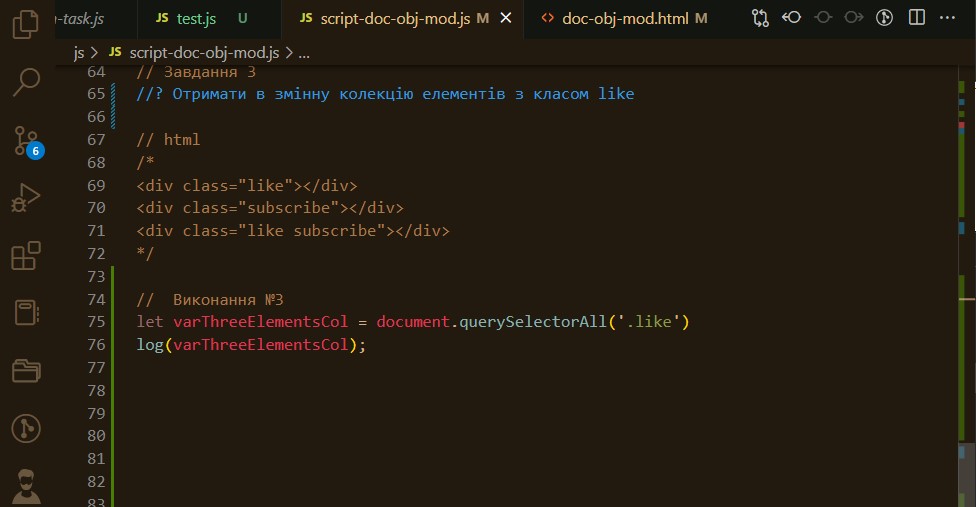 -task.js JS test.js U JS script-doc-obj-mod.js M × <> doc-obj-mod.html M ...
js > JS script-doc-obj-mod.js > ...
64 // Завдання 3
65 //? Отримати в змінну колекцію елементів з класом like
66
67 // html
68 /*
69 <div class="like"></div>
70 <div class="subscribe"></div>
71 <div class="like subscribe"></div>
72 */
73
74 //  Виконання №3
75 let varThreeElementsCol = document.querySelectorAll('.like')
76 log(varThreeElementsCol);
77
78
79
80
81
82
83
6